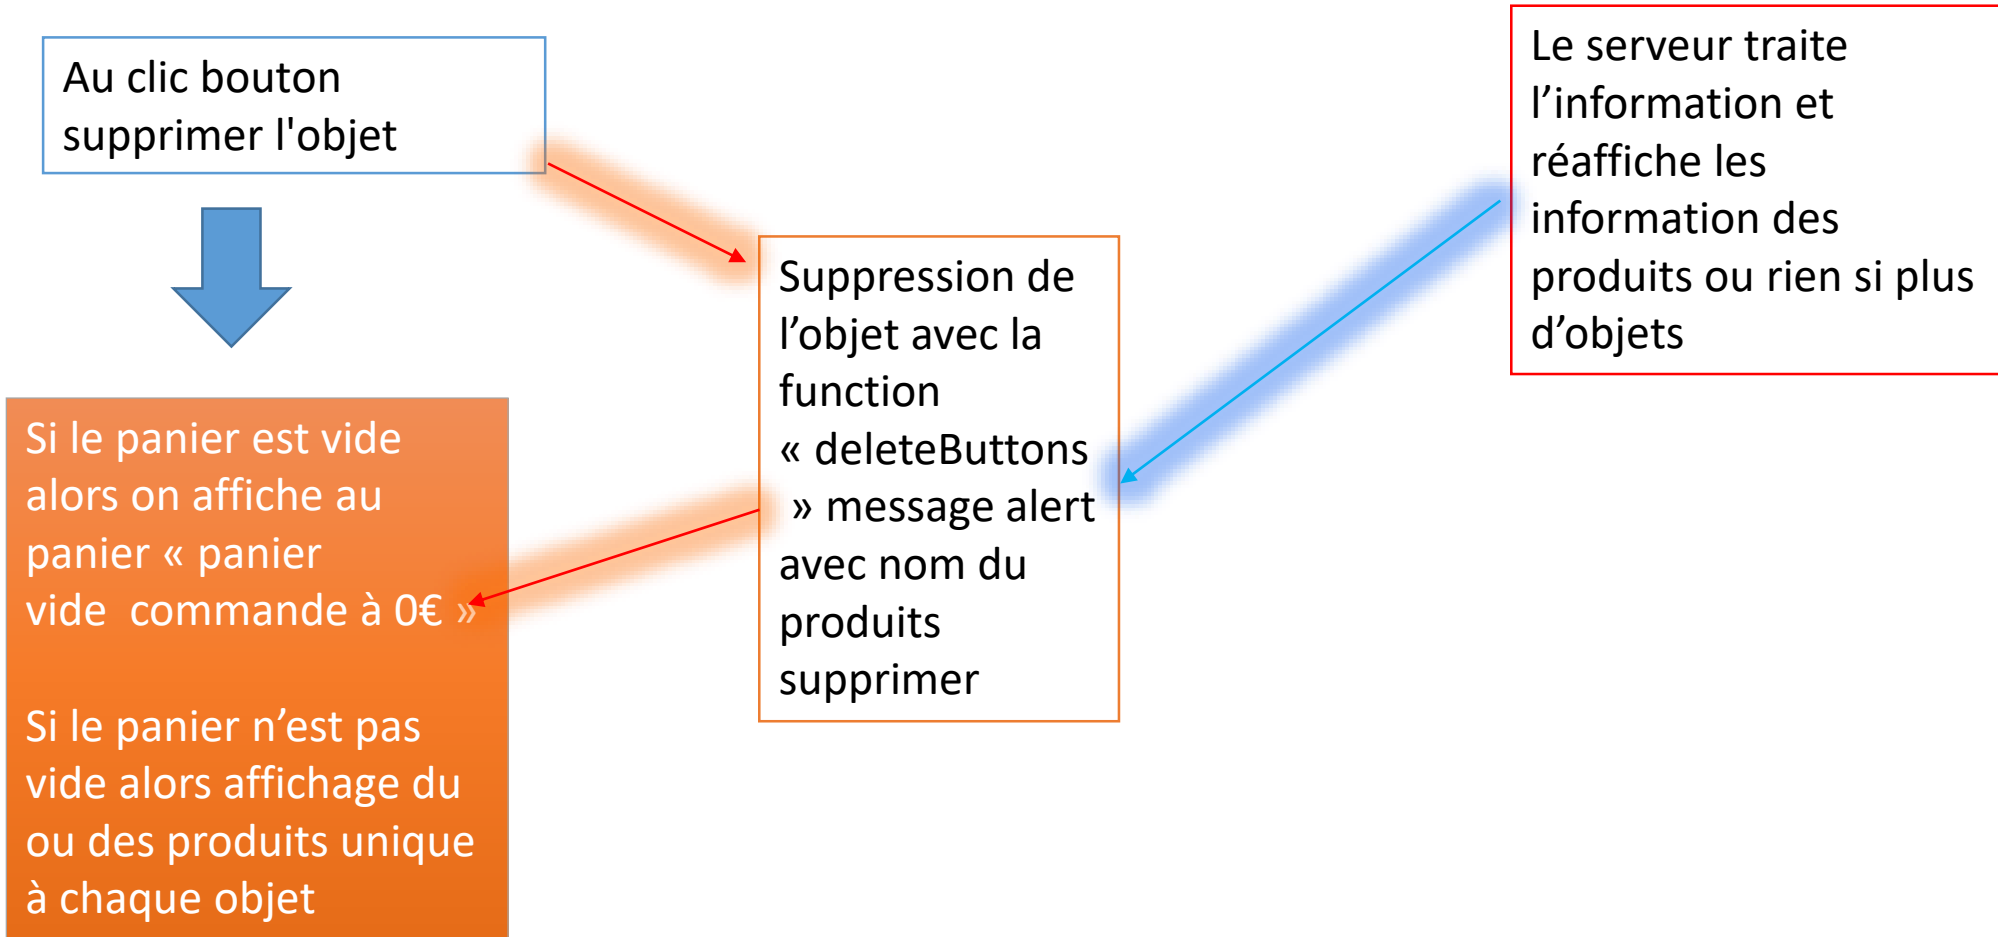 Au clic bouton
supprimer l'objet
Le serveur traite
l’information et
réaffiche les
information des
produits ou rien si plus
d’objets
Suppression de
l’objet avec la
function
« deleteButtons
» message alert
avec nom du
produits
supprimer
Si le panier est vide
alors on affiche au
panier « panier
vide  commande à 0€ »
Si le panier n’est pas
vide alors affichage du
ou des produits unique
à chaque objet